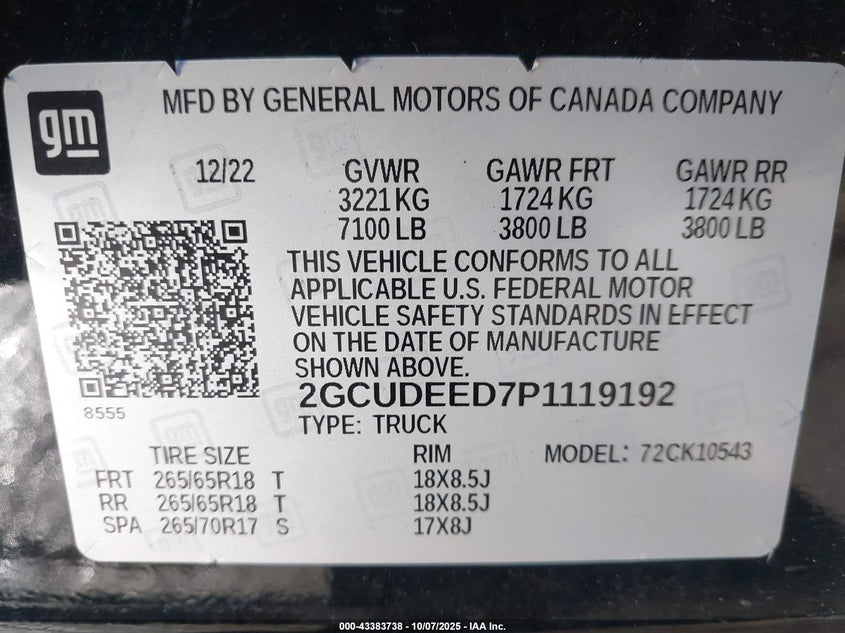 gm
MFD BY GENERAL MOTORS OF CANADA COMPANY
12/22 GVWR GAWR FRT GAWR RR
3221 KG 1724 KG 1724 KG
7100 LB 3800 LB 3800 LB
THIS VEHICLE CONFORMS TO ALL
APPLICABLE U.S. FEDERAL MOTOR
VEHICLE SAFETY STANDARDS IN EFFECT
ON THE DATE OF MANUFACTURE
SHOWN ABOVE.
2GCUDEED7P1119192
8555
TYPE: TRUCK
TIRE SIZE RIM MODEL: 72CK10543
FRT 265/65R18 T 18X8.5J
RR 265/65R18 T 18X8.5J
SPA 265/70R17 S 17X8J
000-43383738 - 10/07/2025 - IAA Inc.